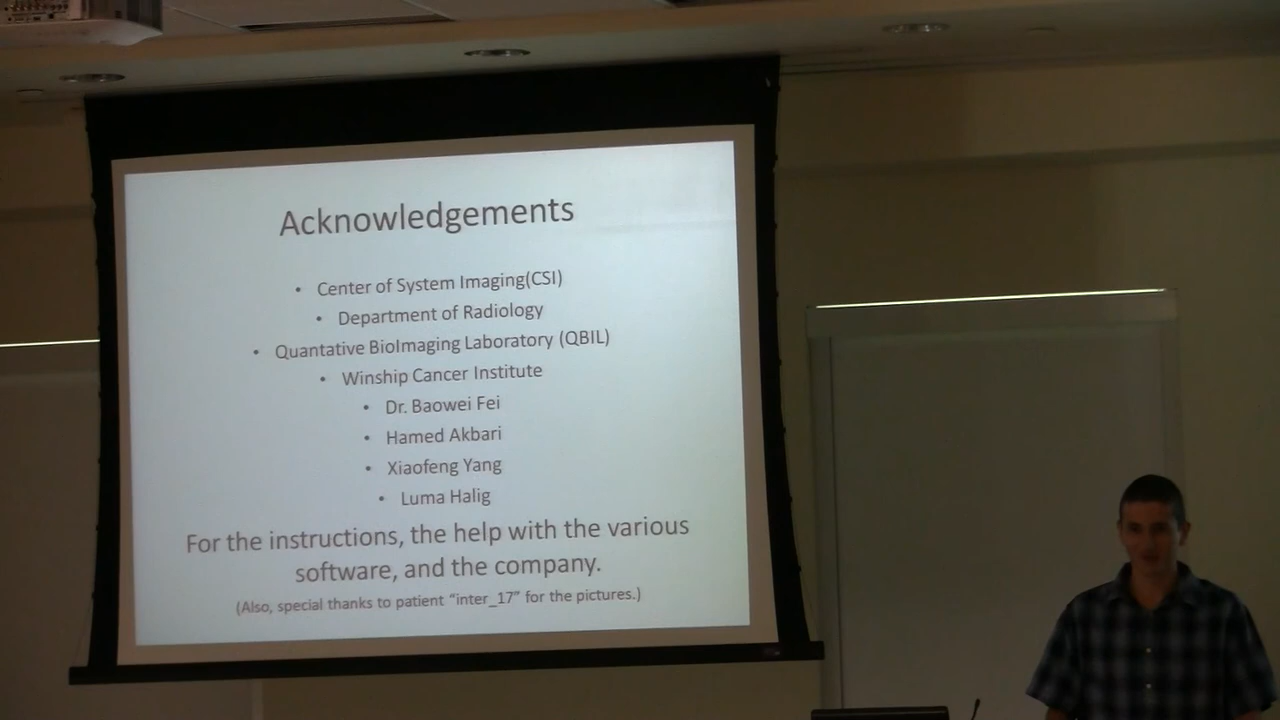 Acknowledgements
• Center of System Imaging(CSI)
• Department of Radiology
• Quantative BioImaging Laboratory (QBIL)
• Winship Cancer Institute
• Dr. Baowei Fei
• Hamed Akbari
• Xiaofeng Yang
• Luma Halig
For the instructions, the help with the various
software, and the company.
(Also, special thanks to patient “inter_17” for the pictures.)